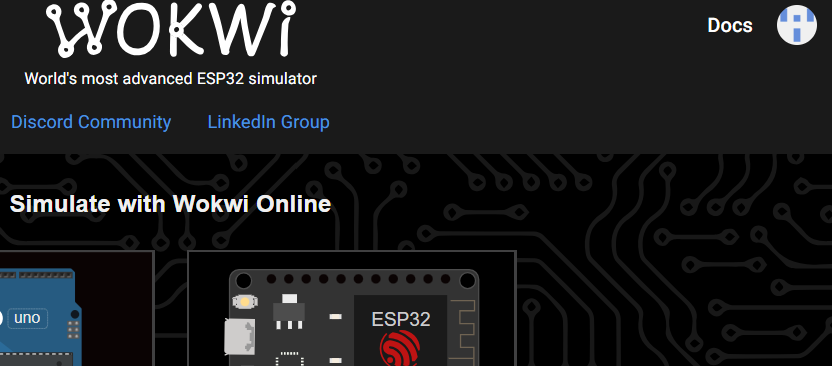 WOKWi
Docs
World's most advanced ESP32 simulator
Discord Community LinkedIn Group
Simulate with Wokwi Online
uno
ESP32